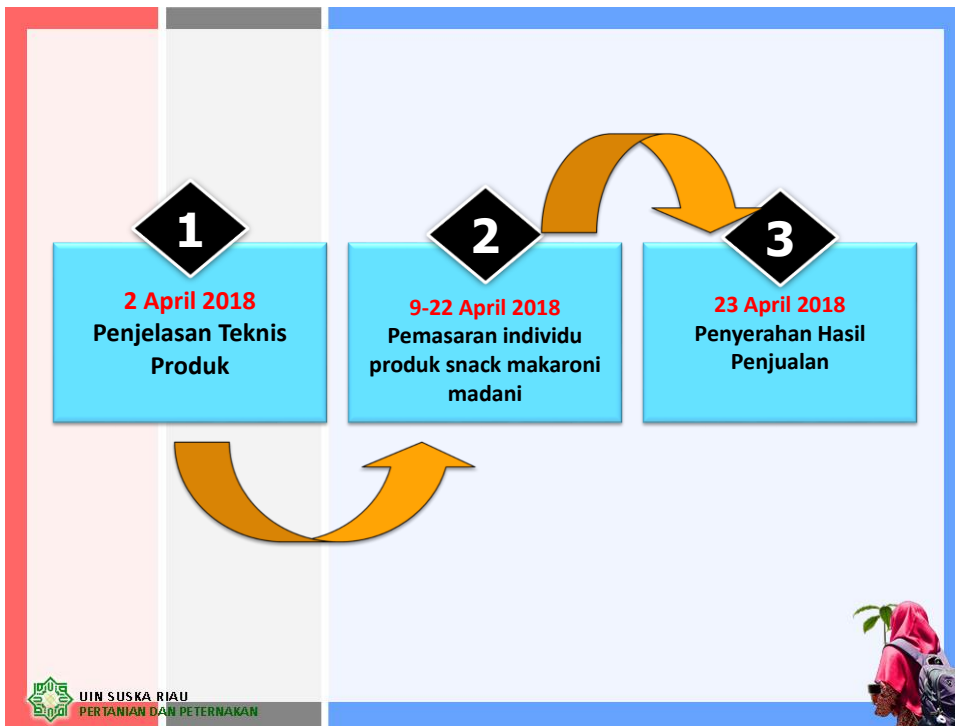 1
2 April 2018
Penjelasan Teknis
Produk
2
9-22 April 2018
Pemasaran individu
produk snack makaroni
madani
3
23 April 2018
Penyerahan Hasil
Penjualan
UIN SUSKA RIAU
PERTANIAN DAN PETERNAKAN